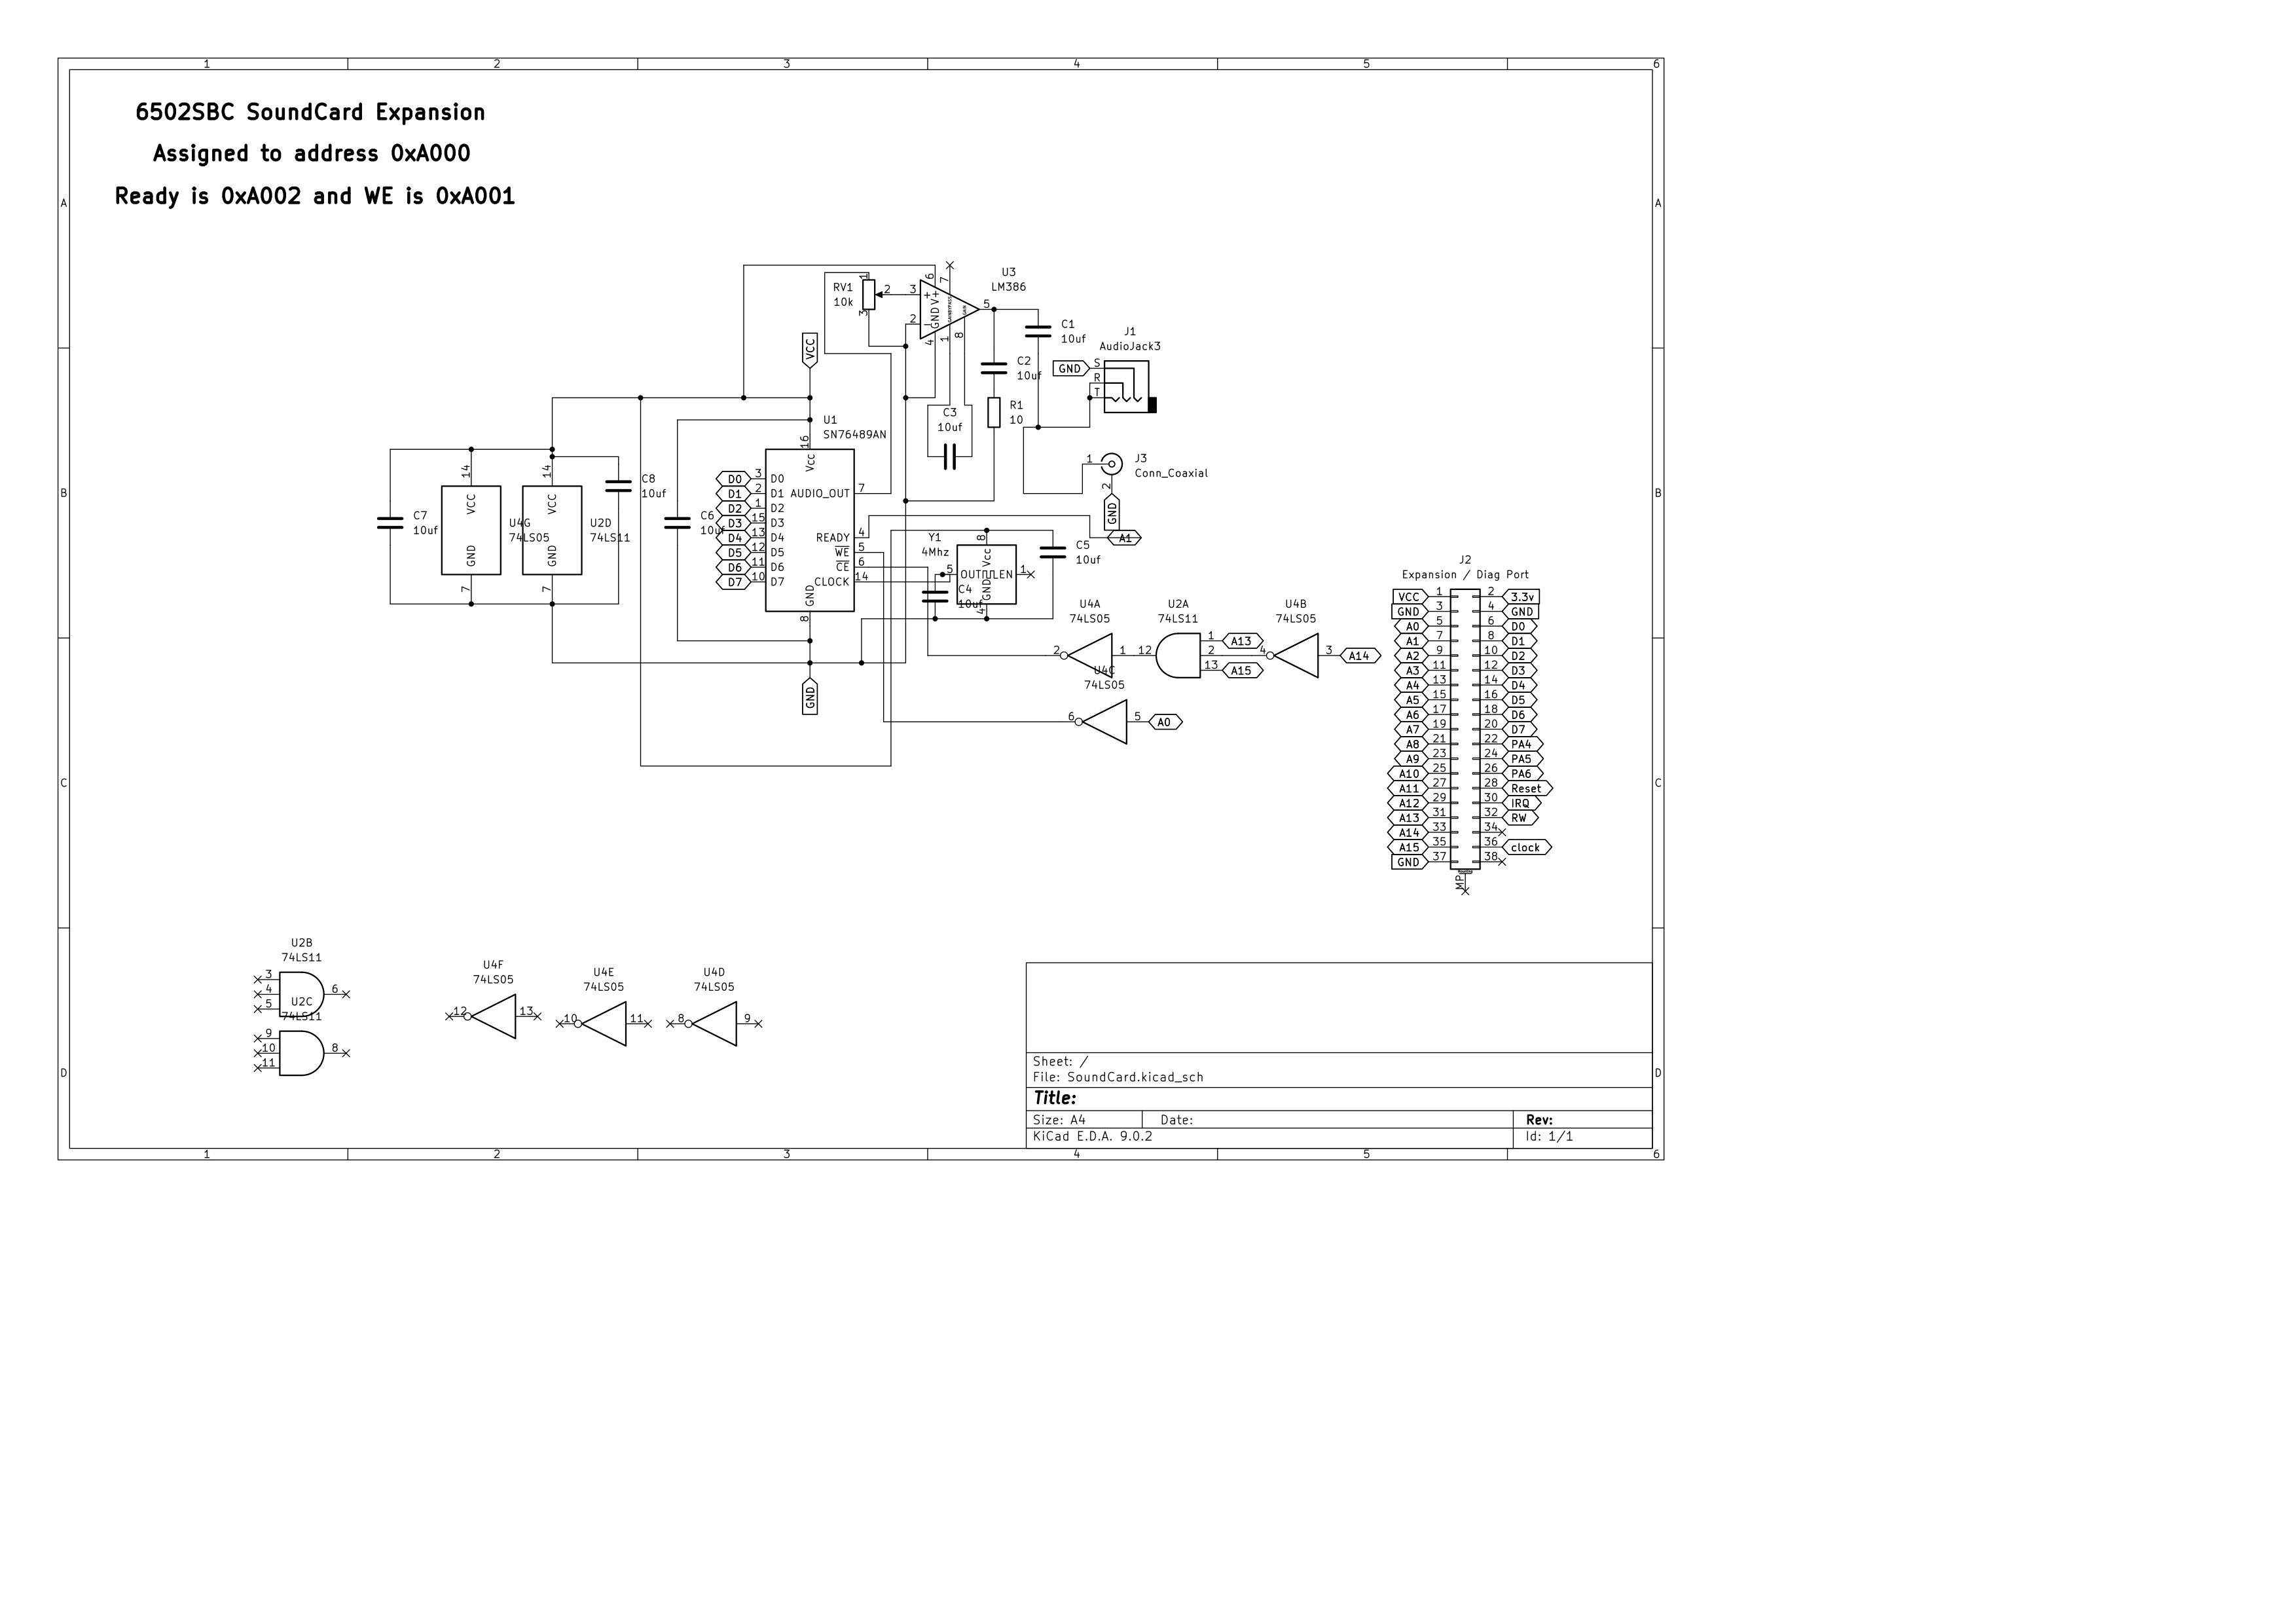 1 2 3 4 5 6
6502SBC SoundCard Expansion
Assigned to address 0xA000
Ready is 0xA002 and WE is 0xA001
A A
RV1
10k
1
2
3
U3
LM386
6
7
3
2
5
4
1
8
+
V+
GND
−
GAIN
C1
10uf
C2
10uf
C3
10uf
R1
10
J1
AudioJack3
GND
S
R
T
J3
Conn_Coaxial
1
2
GND
VCC
B B
U1
SN76489AN
16
Vcc
D0 3 D0
D1 2 D1 AUDIO_OUT 7
D2 1 D2
D3 15 D3
D4 13 D4 READY 4
D5 12 D5 WE 5
D6 11 D6 CE 6
D7 10 D7 CLOCK 14
GND
8
GND
A1
C7
10uf
14
VCC
GND
7
U4G
74LS05
14
VCC
GND
7
U2D
74LS11
C8
10uf
C6
10uf
Y1
4Mhz
8
Vcc
5 OUT EN 1
GND
4
C4
10uf
C5
10uf
U4A
74LS05
2 1
U2A
74LS11
12
1 A13
2
13 A15
U4B
74LS05
4 3 A14
U4C
74LS05
6 5 A0
J2
Expansion / Diag Port
VCC 1 2 3.3v
GND 3 4 GND
A0 5 6 D0
A1 7 8 D1
A2 9 10 D2
A3 11 12 D3
A4 13 14 D4
A5 15 16 D5
A6 17 18 D6
A7 19 20 D7
A8 21 22 PA4
A9 23 24 PA5
A10 25 26 PA6
A11 27 28 Reset
A12 29 30 IRQ
A13 31 32 RW
A14 33 34
A15 35 36 clock
GND 37 38
MP
C C
U2B
74LS11
3
4
5
6
U2C
74LS11
9
10
11
8
U4F
74LS05
12 13
U4E
74LS05
10 11
U4D
74LS05
8 9
D D
Sheet: /
File: SoundCard.kicad_sch
Title:
Size: A4 Date: Rev:
KiCad E.D.A. 9.0.2 Id: 1/1
1 2 3 4 5 6